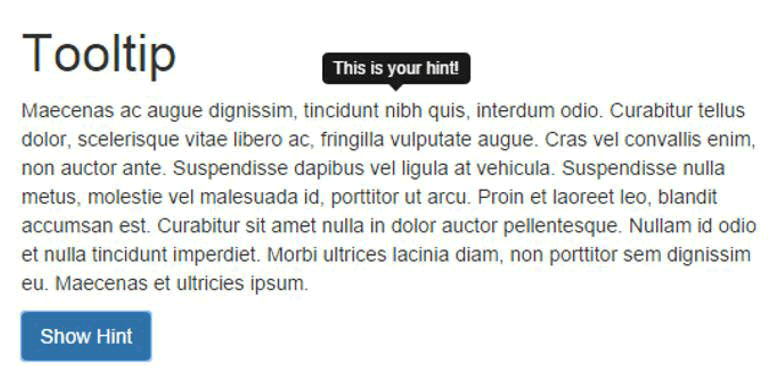 Tooltip
This is your hint!
Maecenas ac augue dignissim, tincidunt nibh quis, interdum odio. Curabitur tellus
dolor, scelerisque vitae libero ac, fringilla vulputate augue. Cras vel convallis enim,
non auctor ante. Suspendisse dapibus vel ligula at vehicula. Suspendisse nulla
metus, molestie vel malesuada id, porttitor ut arcu. Proin et laoreet leo, blandit
accumsan est. Curabitur sit amet nulla in dolor auctor pellentesque. Nullam id odio
et nulla tincidunt imperdiet. Morbi ultrices lacinia diam, non porttitor sem dignissim
eu. Maecenas et ultricies ipsum.
Show Hint